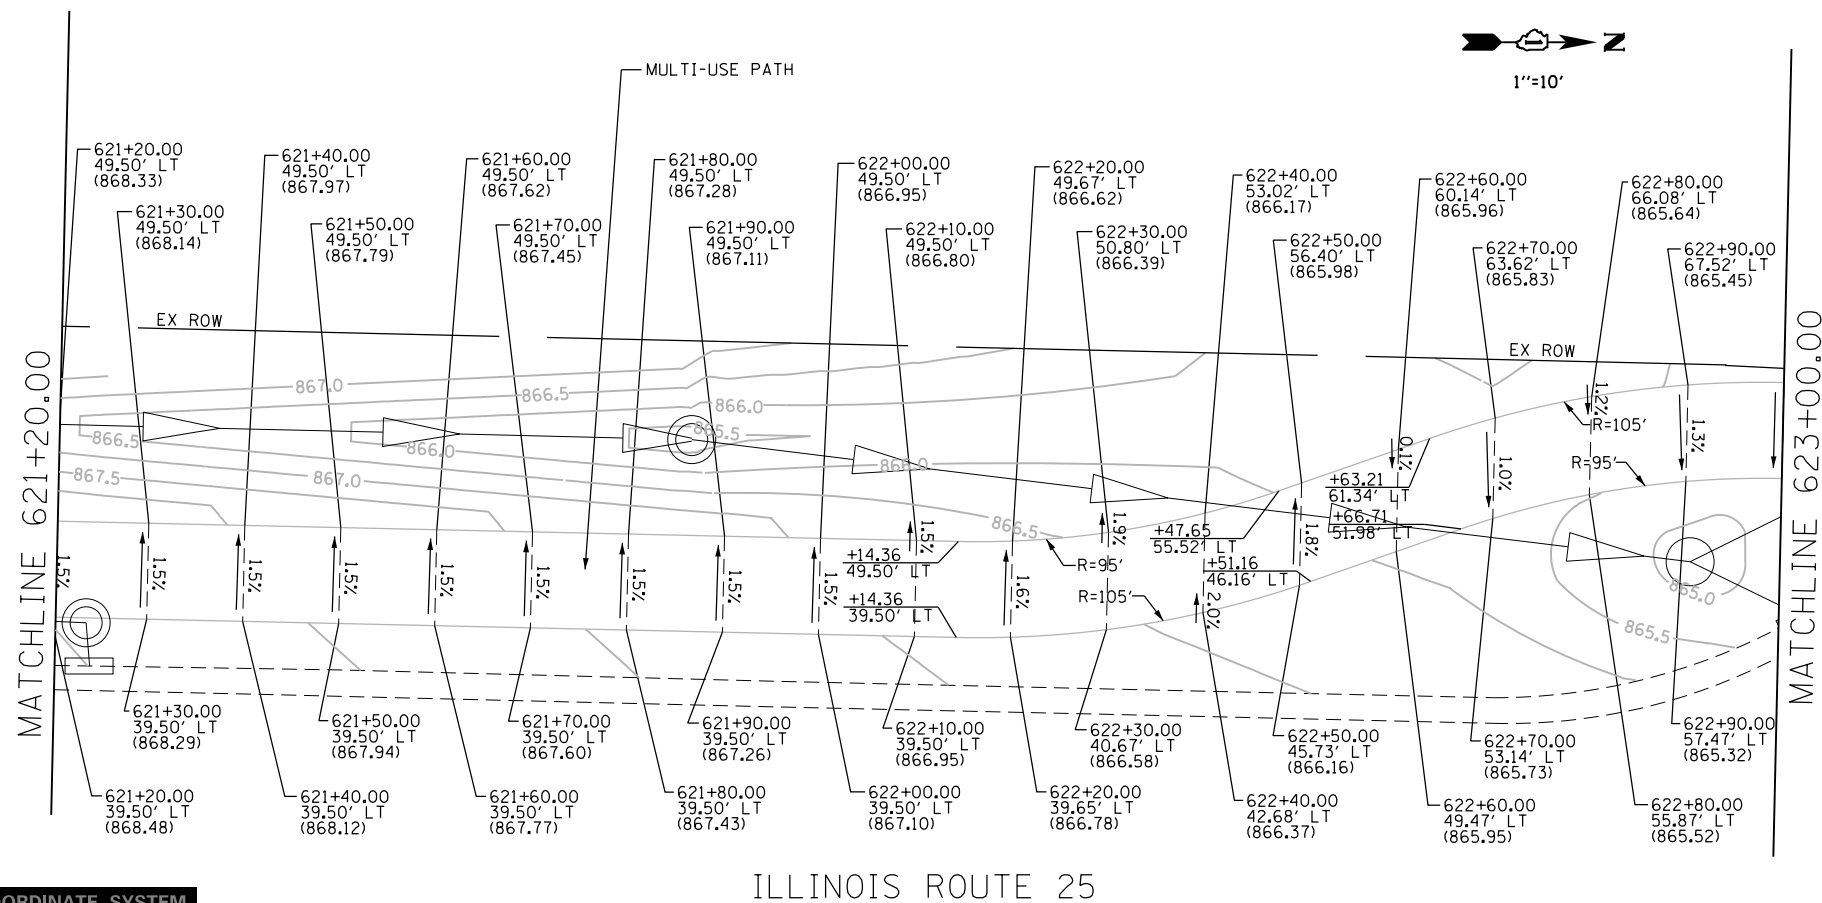 N
1''=10'
MULTI-USE PATH
621+20.00
49.50' LT
(868.33)
621+40.00
49.50' LT
(867.97)
621+60.00
49.50' LT
(867.62)
621+80.00
49.50' LT
(867.28)
622+00.00
49.50' LT
(866.95)
622+20.00
49.67' LT
(866.62)
622+40.00
53.02' LT
(866.17)
622+60.00
60.14' LT
(865.96)
622+80.00
66.08' LT
(865.64)
621+30.00
49.50' LT
(868.14)
621+50.00
49.50' LT
(867.79)
621+70.00
49.50' LT
(867.45)
621+90.00
49.50' LT
(867.11)
622+10.00
49.50' LT
(866.80)
622+30.00
50.80' LT
(866.39)
622+50.00
56.40' LT
(865.98)
622+70.00
63.62' LT
(865.83)
622+90.00
67.52' LT
(865.45)
EX ROW
EX ROW
MATCHLINE 621+20.00
MATCHLINE 623+00.00
867.0
866.5
866.0
865.5
866.5
866.0
866.0
867.5
867.0
866.5
865.0
865.5
1.2%
R=105'
1.3%
0.1%
R=95'
1.0%
+63.21
61.34' LT
+66.71
51.98' LT
+47.65
55.52' LT
+51.16
46.16' LT
R=95'
R=105'
+14.36
49.50' LT
+14.36
39.50' LT
1.5%
1.5%
1.5%
1.5%
1.5%
1.5%
1.5%
1.5%
1.5%
1.5%
1.6%
1.9%
2.0%
1.8%
621+30.00
39.50' LT
(868.29)
621+50.00
39.50' LT
(867.94)
621+70.00
39.50' LT
(867.60)
621+90.00
39.50' LT
(867.26)
622+10.00
39.50' LT
(866.95)
622+30.00
40.67' LT
(866.58)
622+50.00
45.73' LT
(866.16)
622+70.00
53.14' LT
(865.73)
622+90.00
57.47' LT
(865.32)
621+20.00
39.50' LT
(868.48)
621+40.00
39.50' LT
(868.12)
621+60.00
39.50' LT
(867.77)
621+80.00
39.50' LT
(867.43)
622+00.00
39.50' LT
(867.10)
622+20.00
39.65' LT
(866.78)
622+40.00
42.68' LT
(866.37)
622+60.00
49.47' LT
(865.95)
622+80.00
55.87' LT
(865.52)
ILLINOIS ROUTE 25
SYSTEM